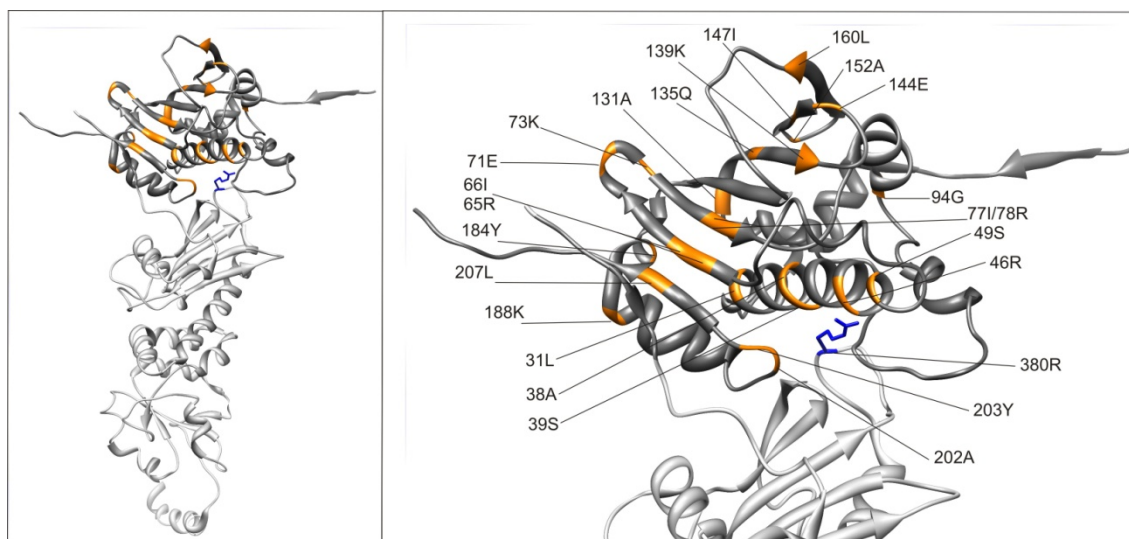 147I
160L
139K
152A
135Q
144E
131A
73K
71E
66I
65R
184Y
207L
188K
31L
38A
39S
94G
77I/78R
49S
46R
380R
203Y
202A